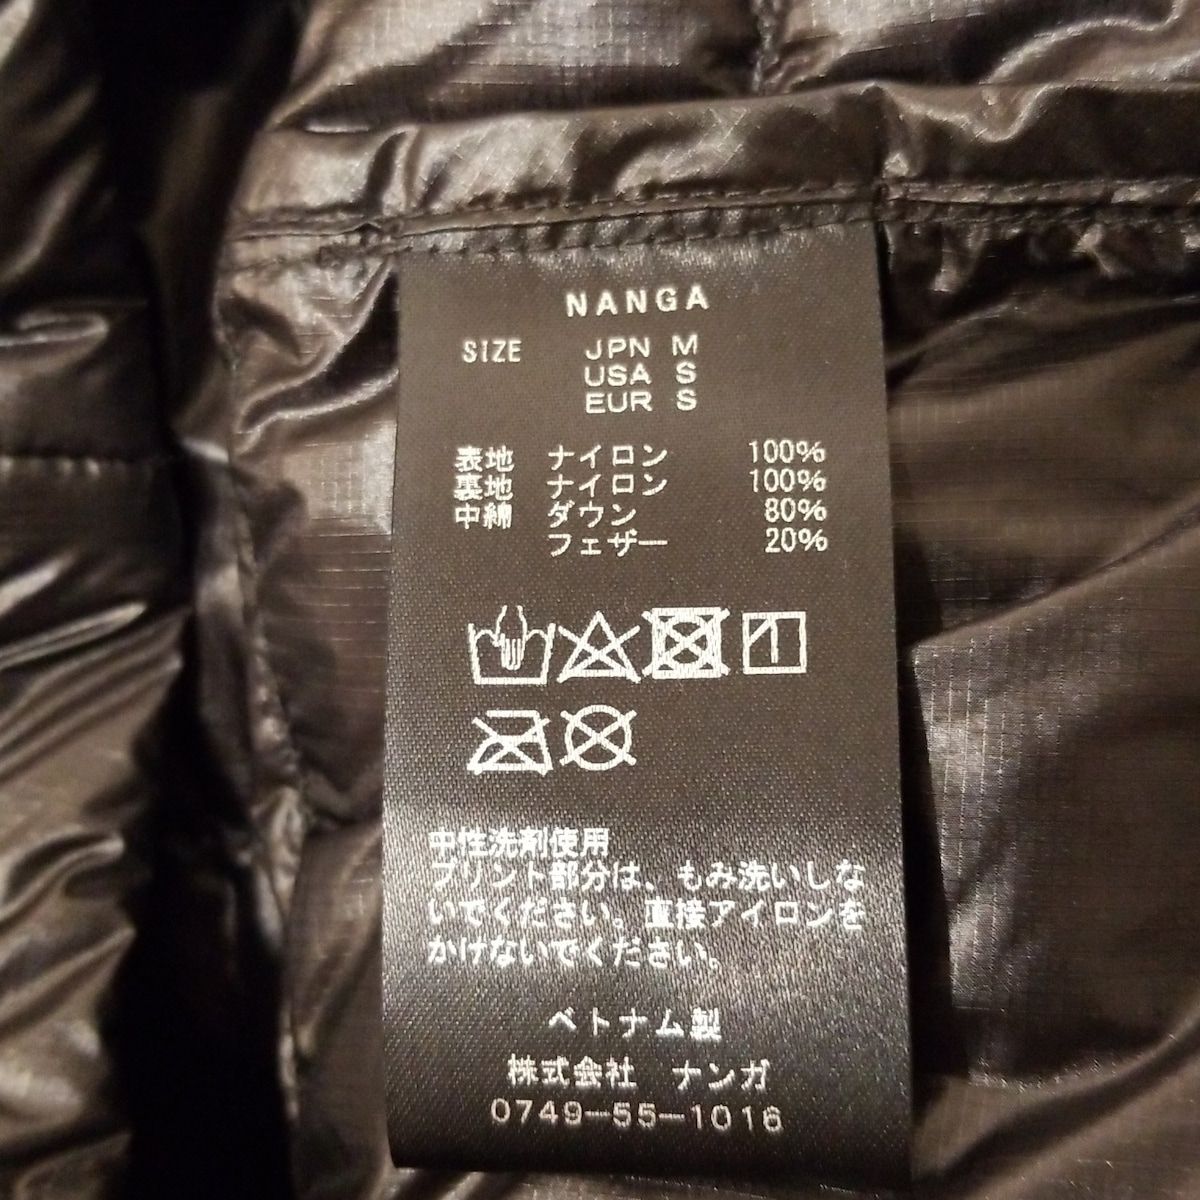 NANGA
SIZE JPN M
USA S
EUR S
表地 ナイロン 100%
裏地 ナイロン 100%
中綿 ダウン 80%
フェザー 20%
中性洗剤使用
プリント部分は、もみ洗いしな
いでください。直接アイロンを
かけないでください。
ベトナム製
株式会社 ナンガ
0749-55-1016